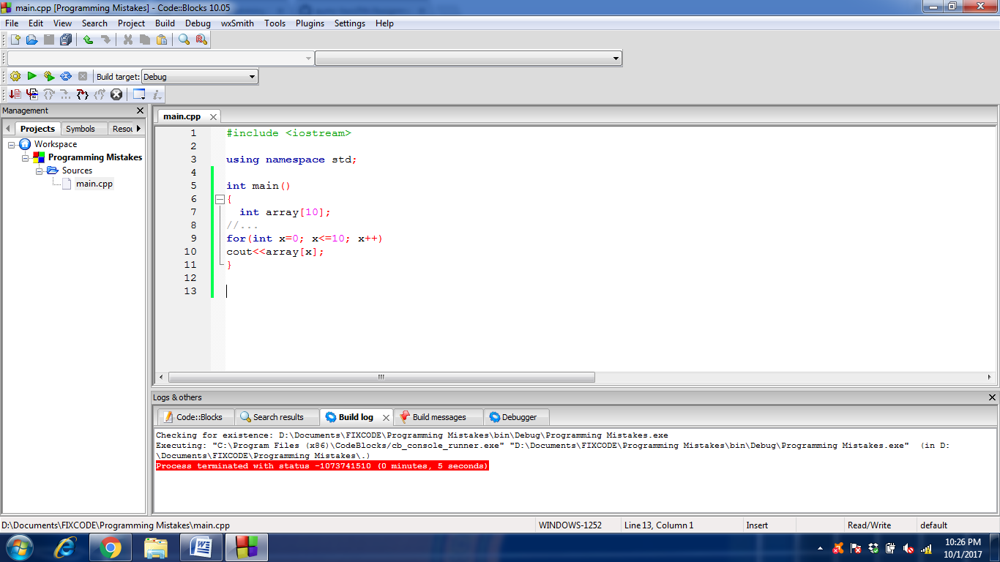 main.cpp [Programming Mistakes] - Code::Blocks 10.05
File Edit View Search Project Build Debug wxSmith Tools Plugins Settings Help
Build target: Debug
Management
Projects Symbols Resou
Workspace
Programming Mistakes
Sources
main.cpp
main.cpp
1 #include <iostream>
2
3 using namespace std;
4
5 int main()
6 {
7 int array[10];
8 //...
9 for(int x=0; x<=10; x++)
10 cout<<array[x];
11 }
12
13
Logs & others
Code::Blocks Search results Build log Build messages Debugger
Checking for existence: D:\Documents\FIXCODE\Programming Mistakes\bin\Debug\Programming Mistakes.exe
Executing: "C:\Program Files (x86)\CodeBlocks/cb_console_runner.exe" "D:\Documents\FIXCODE\Programming Mistakes\bin\Debug\Programming Mistakes.exe" (in D:
\Documents\FIXCODE\Programming Mistakes\.)
Process terminated with status -1073741510 (0 minutes, 5 seconds)
D:\Documents\FIXCODE\Programming Mistakes\main.cpp WINDOWS-1252 Line 13, Column 1 Insert Read/Write default
10:26 PM
10/1/2017